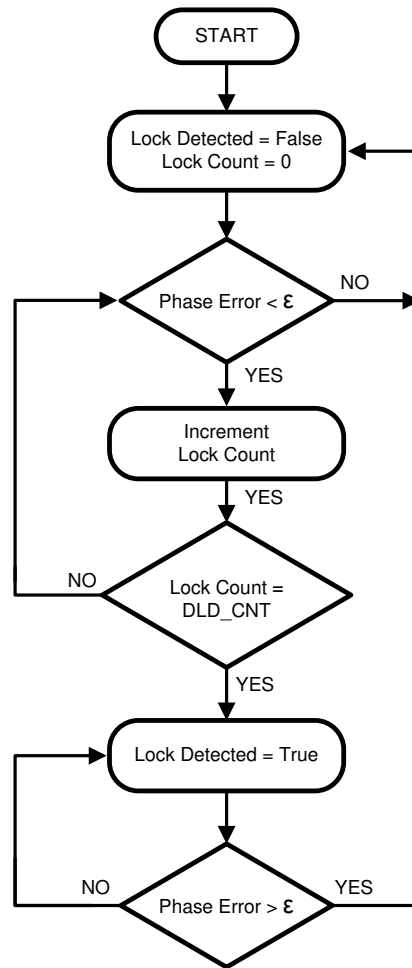 START
Lock Detected = False
Lock Count = 0
Phase Error < ε
NO
YES
Increment
Lock Count
YES
NO
Lock Count =
DLD_CNT
YES
Lock Detected = True
NO
Phase Error > ε
YES